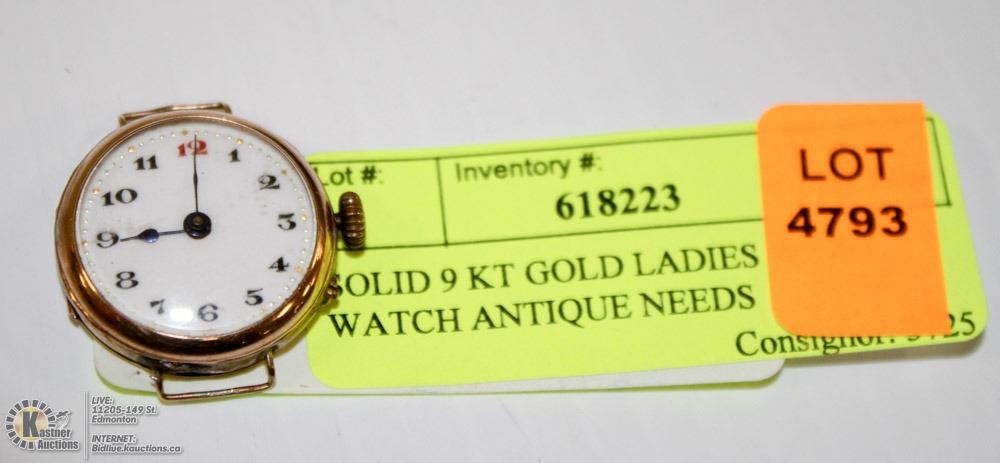 12
1
2
3
4
5
6
8
9
10
11
Lot #:
Inventory #:
618223
LOT
4793
SOLID 9 KT GOLD LADIES
WATCH ANTIQUE NEEDS
Consignor:
Kastner
Auctions
LIVE:
11205-149 St.
Edmonton
INTERNET:
Bidlive.kauctions.ca